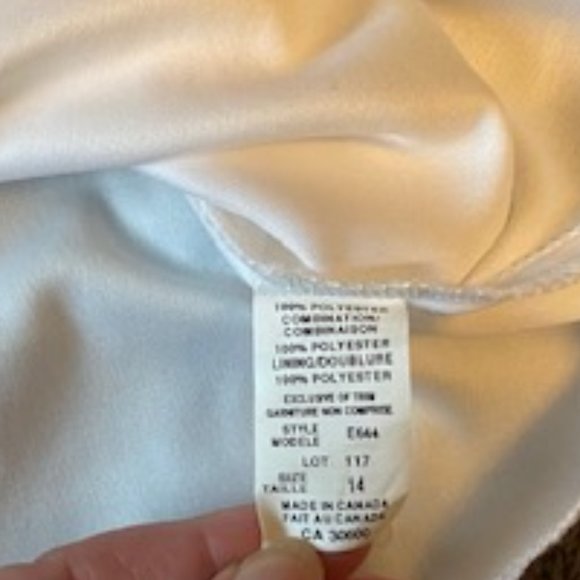 100% POLYESTER
COMBINATION/
COMBINAISON
100% POLYESTER
LINING/DOUBLURE
100% POLYESTER
EXCLUSIVE OF TRIM
GARNITURE NON COMPRISE
STYLE
MODELE
LOT 117
SIZE
TAILLE 14
MADE IN CANADA
FAIT AU CANADA
CA